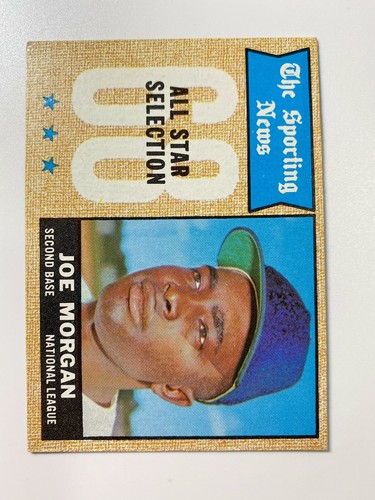 The Sporting
News
68
ALL STAR
SELECTION
JOE MORGAN
SECOND BASE NATIONAL LEAGUE